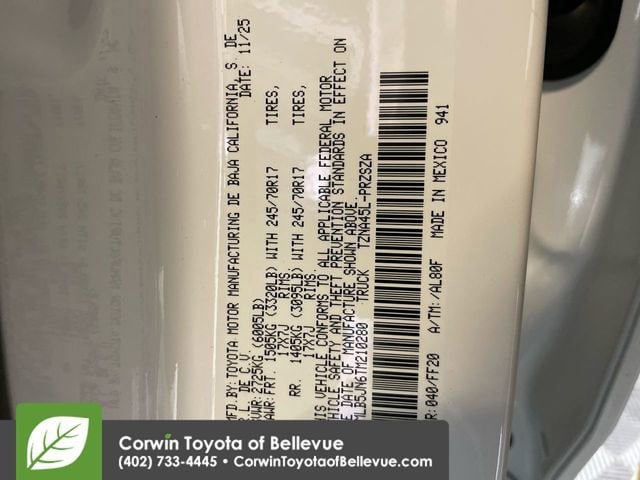 MFD. BY: TOYOTA MOTOR MANUFACTURING DE BAJA CALIFORNIA, S. DE
R.L. DE C.V. DATE: 11/25
GVWR: 2725KG (6005LB)
GAWR: FRT. 1505KG (3320LB) WITH 245/70R17 TIRES,
17X7J RIMS
RR. 1405KG (3095LB) WITH 245/70R17 TIRES,
17X7J RIMS.
THIS VEHICLE CONFORMS TO ALL APPLICABLE FEDERAL MOTOR
VEHICLE SAFETY AND THEFT PREVENTION STANDARDS IN EFFECT ON
THE DATE OF MANUFACTURE SHOWN ABOVE.
MLB5JN6TM210280 TRUCK TZNA45L-PRZSZA
040/FF20 A/TM: /AL80F MADE IN MEXICO 941
Corwin Toyota of Bellevue
(402) 733-4445 • CorwinToyotaofBellevue.com